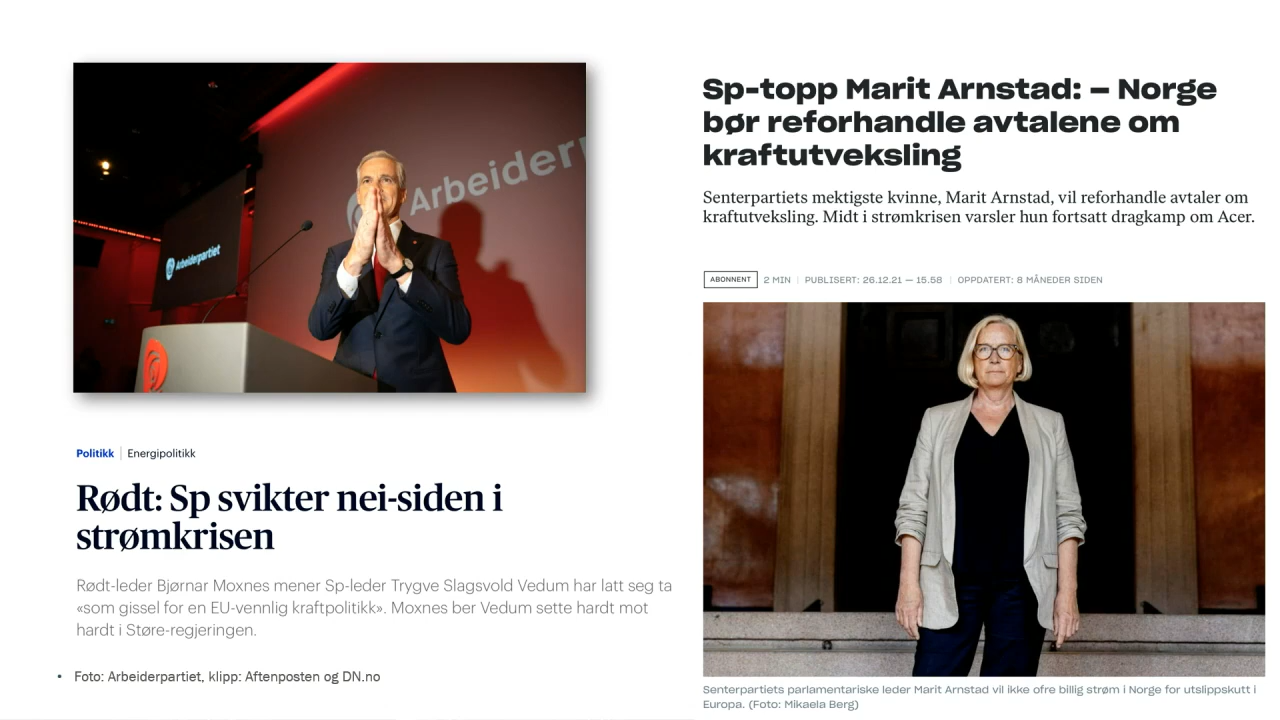 Arbeiderp
Arbeiderpartiet
Politikk | Energipolitikk
Rødt: Sp svikter nei-siden i
strømkrisen
Rødt-leder Bjørnar Moxnes mener Sp-leder Trygve Slagsvold Vedum har latt seg ta
«som gissel for en EU-vennlig kraftpolitikk». Moxnes ber Vedum sette hardt mot
hardt i Støre-regjeringen.
▪ Foto: Arbeiderpartiet, klipp: Aftenposten og DN.no
Sp-topp Marit Arnstad: – Norge
bør reforhandle avtalene om
kraftutveksling
Senterpartiets mektigste kvinne, Marit Arnstad, vil reforhandle avtaler om
kraftutveksling. Midt i strømkrisen varsler hun fortsatt dragkamp om Acer.
ABONNENT 2 MIN | PUBLISERT: 26.12.21 — 15.58 | OPPDATERT: 8 MÅNEDER SIDEN
Senterpartiets parlamentariske leder Marit Arnstad vil ikke ofre billig strøm i Norge for utslippskutt i
Europa. (Foto: Mikaela Berg)